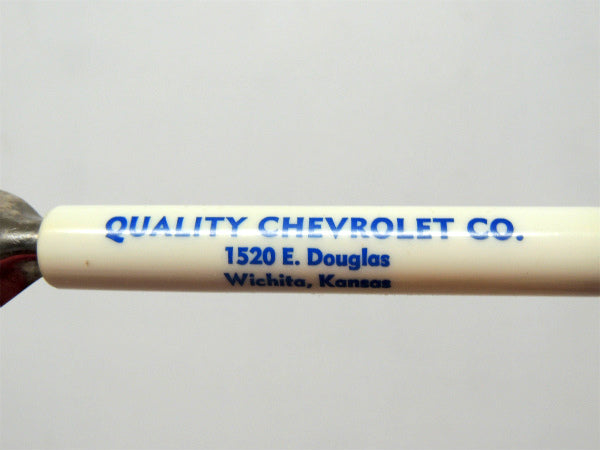 QUALITY CHEVROLET CO.
1520 E. Douglas
Wichita, Kansas